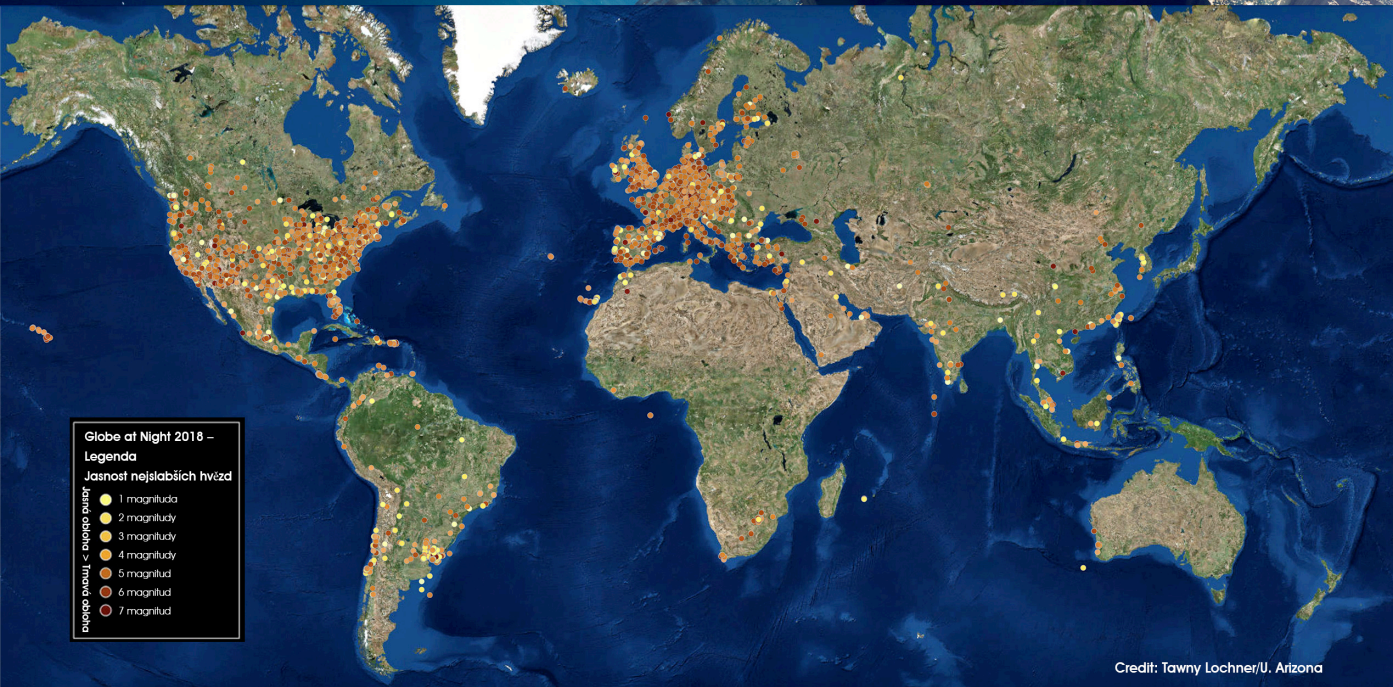 Globe at Night 2018 –
Legenda
Jasnost nejslabších hvězd
Jasná obloha > Tmavá obloha
1 magnituda
2 magnitudy
3 magnitudy
4 magnitudy
5 magnitud
6 magnitud
7 magnitud
Credit: Tawny Lochner/U. Arizona